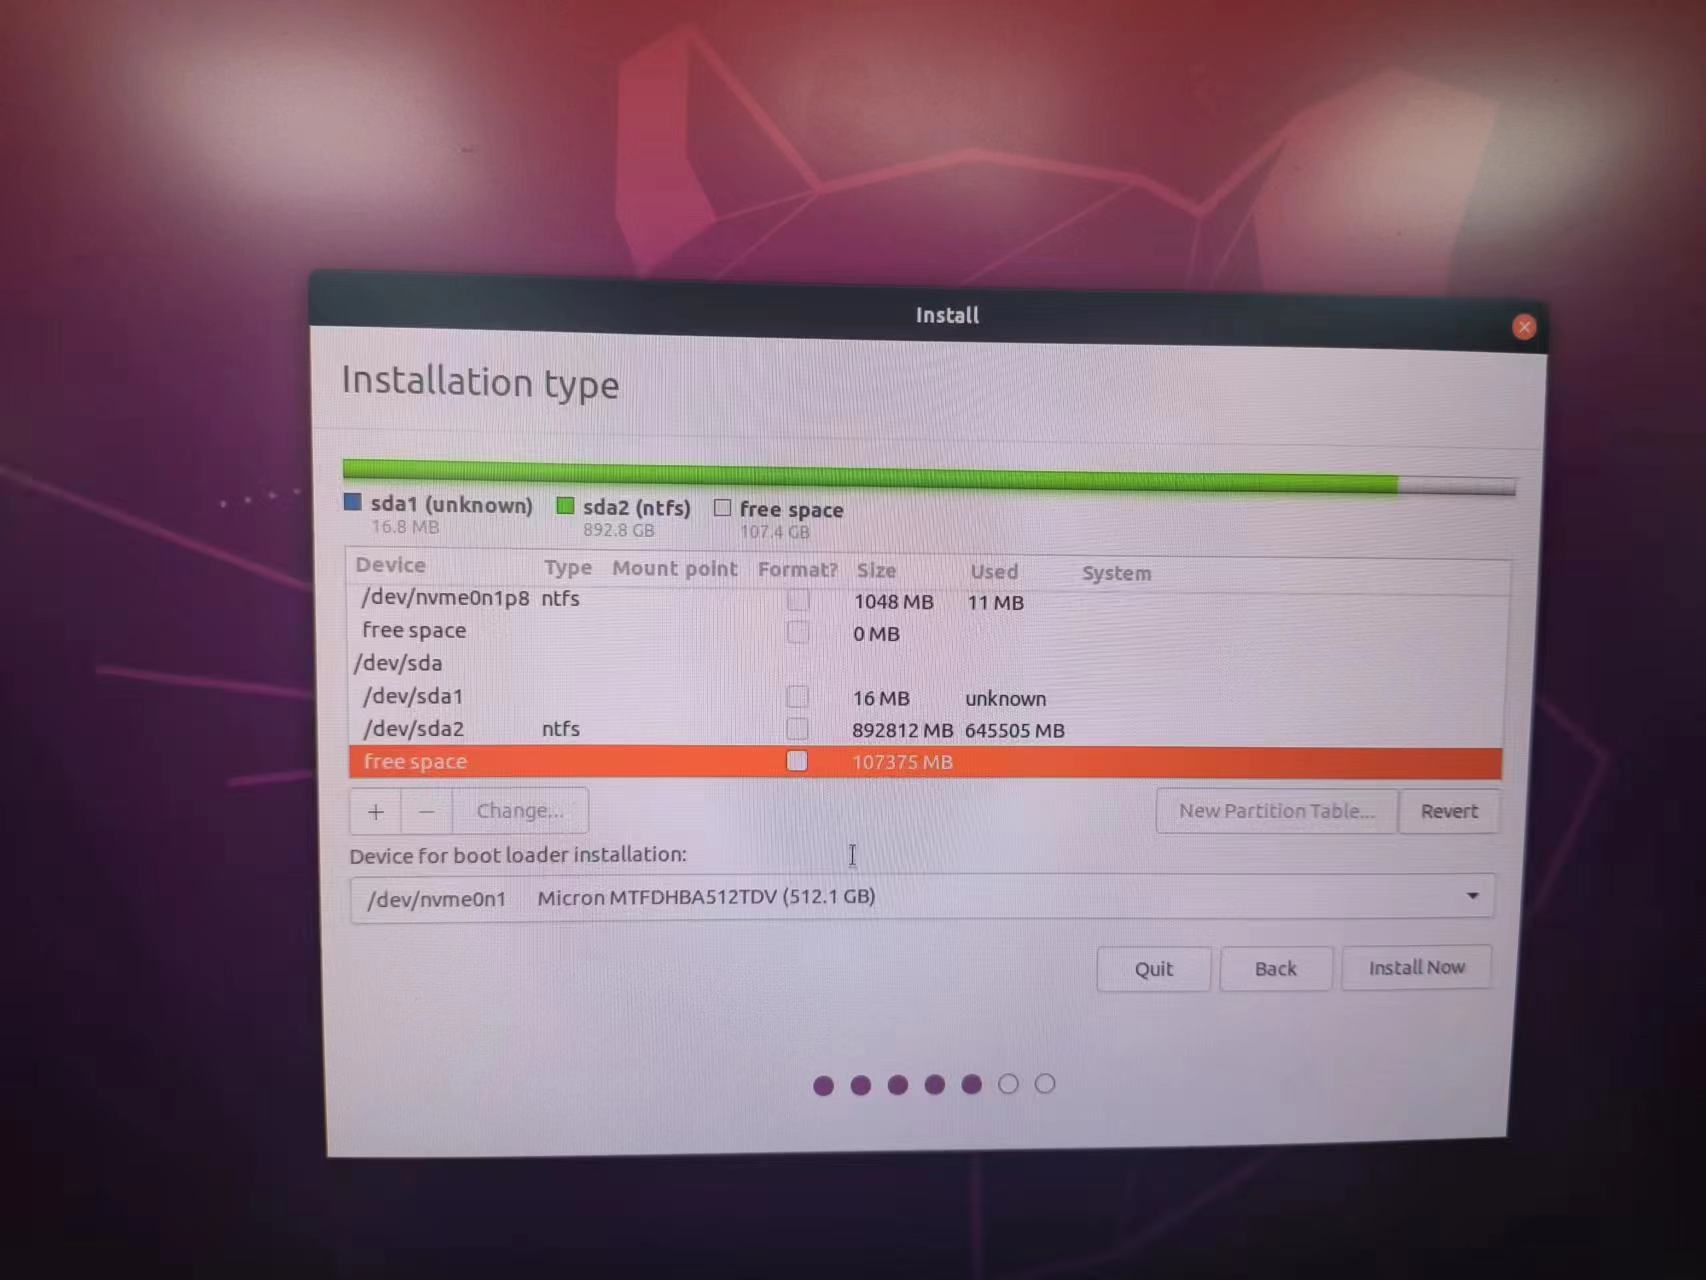 Install
Installation type
sda1 (unknown) sda2 (ntfs) free space
16.8 MB 892.8 GB 107.4 GB
Device Type Mount point Format? Size Used System
/dev/nvme0n1p8 ntfs 1048 MB 11 MB
free space 0 MB
/dev/sda
/dev/sda1 16 MB unknown
/dev/sda2 ntfs 892812 MB 645505 MB
free space 107375 MB
+ − Change... New Partition Table... Revert
Device for boot loader installation:
/dev/nvme0n1 Micron MTFDHBA512TDV (512.1 GB)
Quit Back Install Now